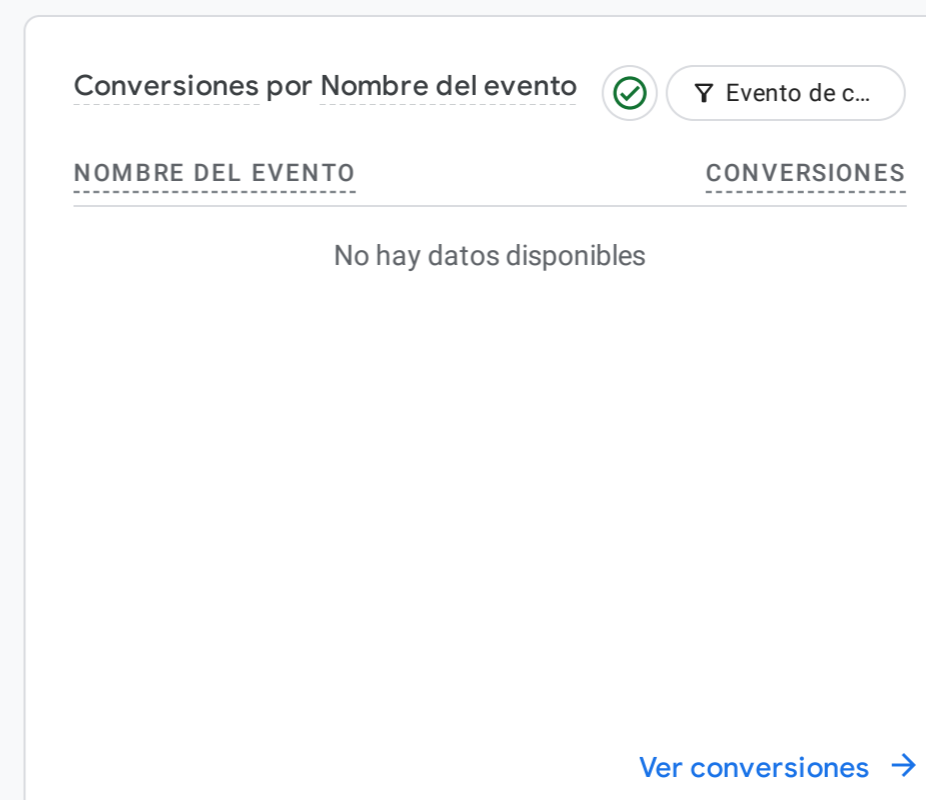 Conversiones por Nombre del evento
Evento de c...
NOMBRE DEL EVENTO CONVERSIONES
No hay datos disponibles
Ver conversiones